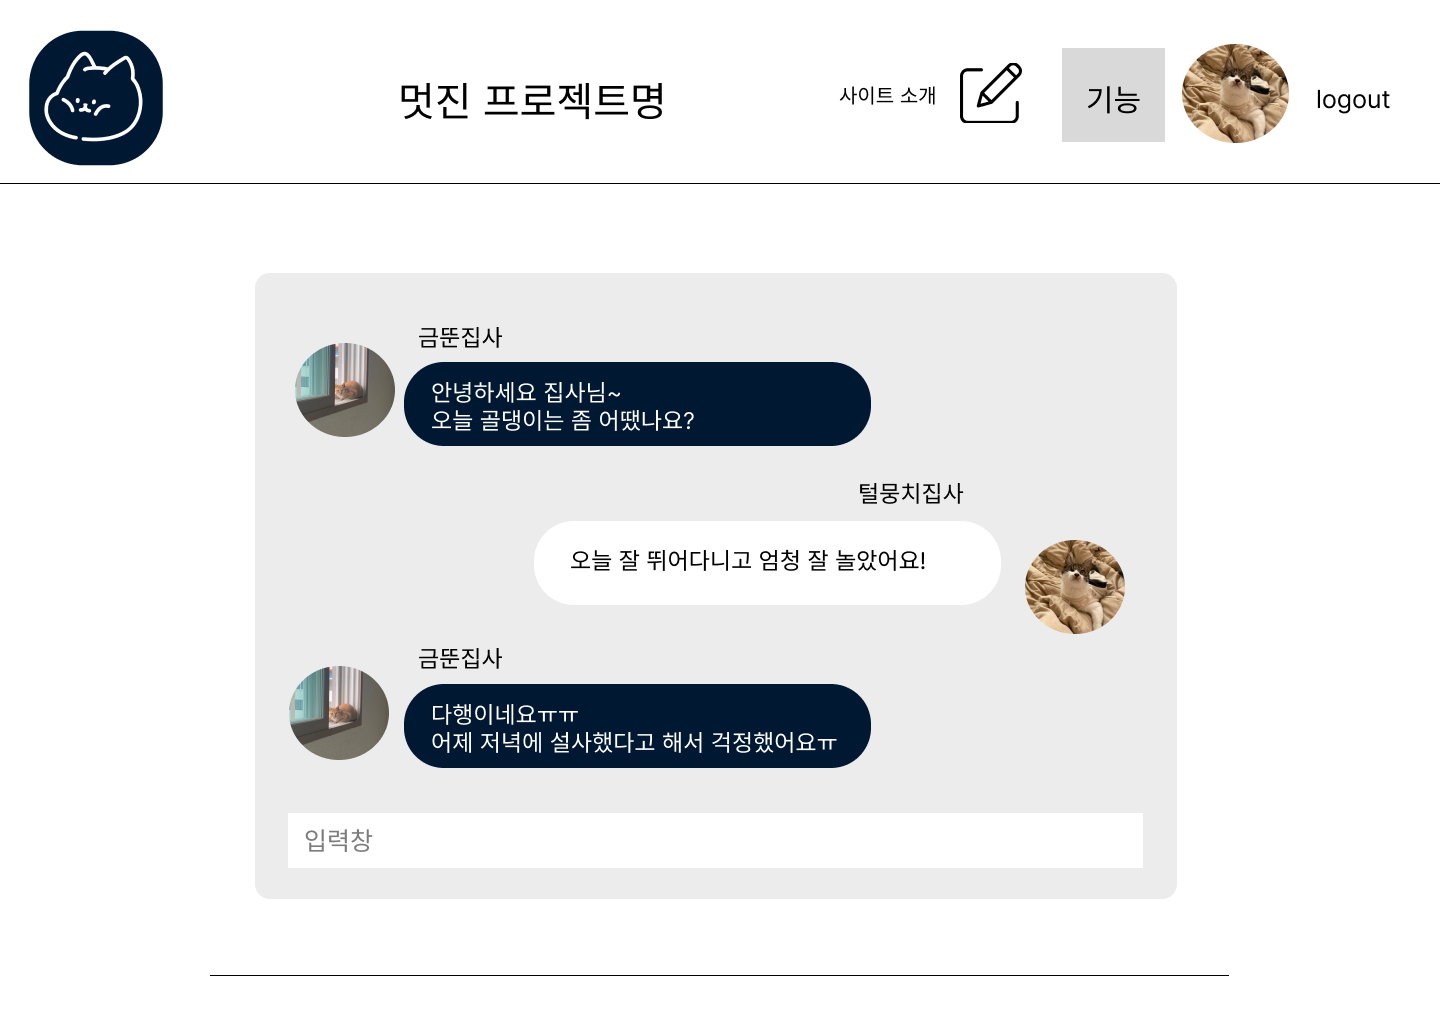 멋진 프로젝트명
사이트 소개
기능
logout
금뚠집사
안녕하세요 집사님~
오늘 골댕이는 좀 어땠나요?
털뭉치집사
오늘 잘 뛰어다니고 엄청 잘 놀았어요!
금뚠집사
다행이네요ㅠㅠ
어제 저녁에 설사했다고 해서 걱정했어요ㅠ
입력창